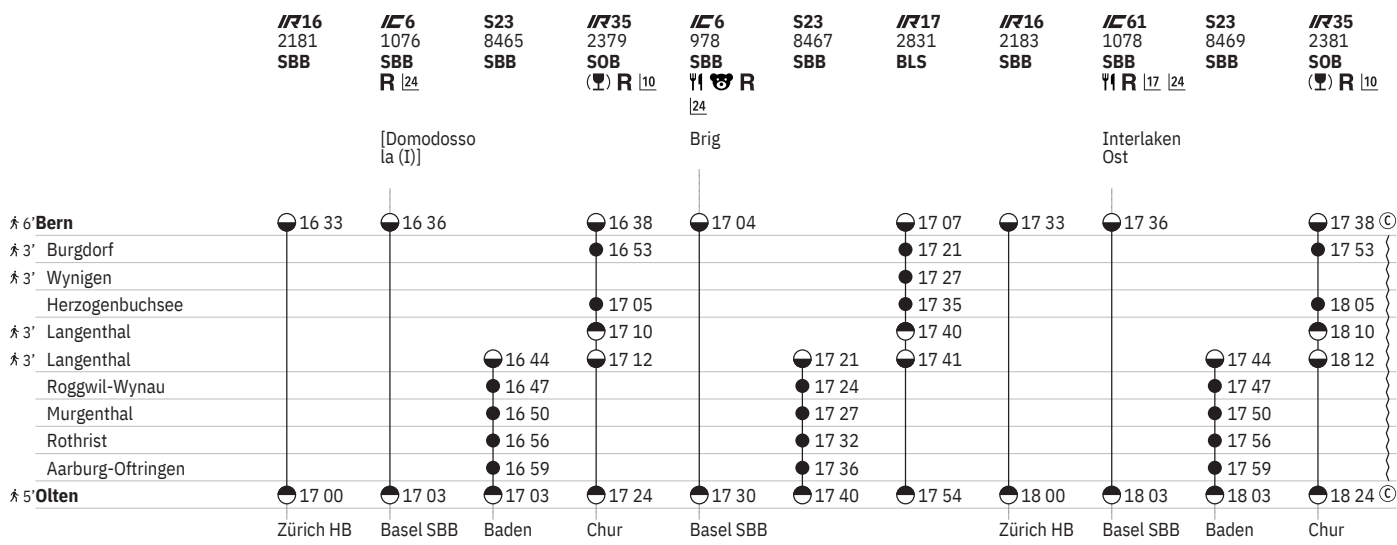 IR16 IC6 S23 IR35 IC6 S23 IR17 IR16 IC61 S23 IR35
2181 1076 8465 2379 978 8467 2831 2183 1078 8469 2381
SBB SBB SBB SOB SBB SBB BLS SBB SBB SBB SOB
R 24 R 10 R R 17 24 R 10
24
[Domodosso Brig Interlaken
la (I)] Ost
6' Bern 16 33 16 36 16 38 17 04 17 07 17 33 17 36 17 38 C
3' Burgdorf 16 53 17 21 17 53
3' Wynigen 17 27
Herzogenbuchsee 17 05 17 35 18 05
3' Langenthal 17 10 17 40 18 10
3' Langenthal 16 44 17 12 17 21 17 41 17 44 18 12
Roggwil-Wynau 16 47 17 24 17 47
Murgenthal 16 50 17 27 17 50
Rothrist 16 56 17 32 17 56
Aarburg-Oftringen 16 59 17 36 17 59
5' Olten 17 00 17 03 17 03 17 24 17 30 17 40 17 54 18 00 18 03 18 03 18 24 C
Zürich HB Basel SBB Baden Chur Basel SBB Zürich HB Basel SBB Baden Chur